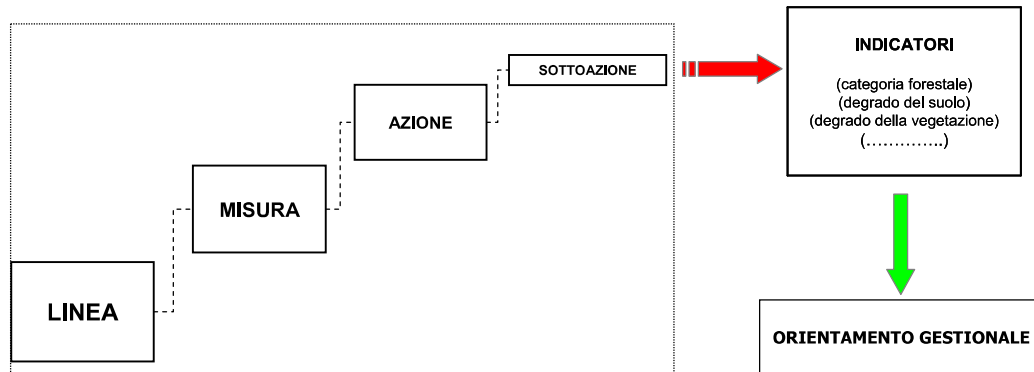 LINEA
MISURA
AZIONE
SOTTOAZIONE
INDICATORI
(categoria forestale)
(degrado del suolo)
(degrado della vegetazione)
(…………..)
ORIENTAMENTO GESTIONALE